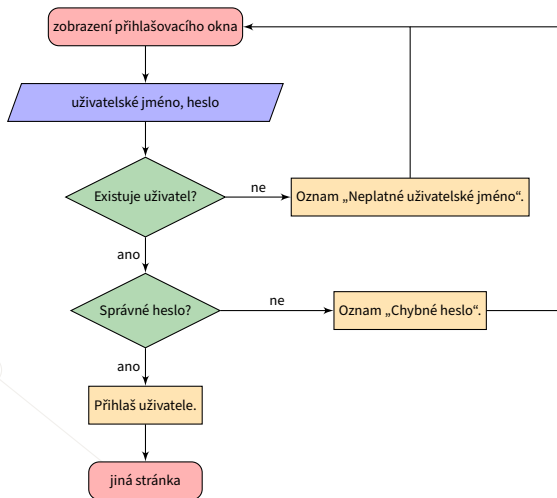 zobrazení přihlašovacího okna
uživatelské jméno, heslo
Existuje uživatel?
ne
Oznam „Neplatné uživatelské jméno“.
ano
Správné heslo?
ne
Oznam „Chybné heslo“.
ano
Přihlaš uživatele.
jiná stránka